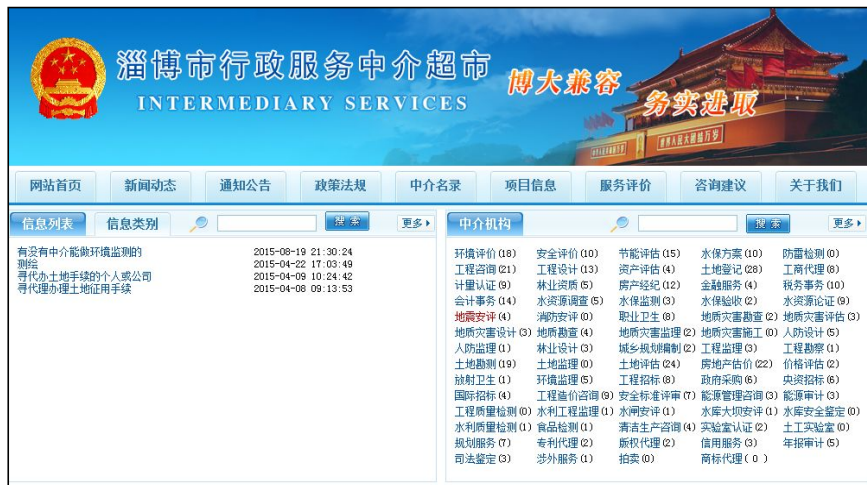 淄博市行政服务中介超市
INTERMEDIARY SERVICES
博大兼容
务实进取
网站首页 新闻动态 通知公告 政策法规 中介名录 项目信息 服务评价 咨询建议 关于我们
信息列表 信息类别 搜索 更多
有没有中介能做环境监测的 2015-08-19 21:30:24
测绘 2015-04-22 17:03:49
寻代办土地手续的个人或公司 2015-04-09 10:24:42
寻代理办理土地征用手续 2015-04-08 09:13:53
中介机构 搜索 更多
环境评价(18) 安全评价(10) 节能评估(15) 水保方案(10) 防雷检测(0)
工程咨询(21) 工程设计(13) 资产评估(4) 土地登记(28) 工商代理(8)
计量认证(9) 林业资质(5) 房产经纪(12) 金融服务(4) 税务事务(10)
会计事务(14) 水资源调查(5) 水保监测(3) 水保验收(2) 水资源论证(9)
地震安评(4) 消防安评(0) 职业卫生(8) 地质灾害勘查(2) 地质灾害评估(3)
地质灾害设计(3) 地质勘查(4) 地质灾害监理(2) 地质灾害施工(0) 人防设计(5)
人防监理(1) 林业设计(3) 城乡规划编制(2) 工程监理(3) 工程勘察(1)
土地勘测(19) 土地监理(0) 土地评估(24) 房地产估价(22) 价格评估(2)
放射卫生(1) 环境监理(5) 工程招标(8) 政府采购(6) 央资招标(6)
国际招标(4) 工程造价咨询(9) 安全标准评审(7) 能源管理咨询(3) 能源审计(3)
工程质量检测(0) 水利工程监理(1) 水闸安评(1) 水库大坝安评(1) 水库安全鉴定(0)
水利质量检测(1) 食品检测(1) 清洁生产咨询(4) 实验室认证(2) 土工实验室(0)
规划服务(7) 专利代理(2) 版权代理(2) 信用服务(3) 年报审计(5)
司法鉴定(3) 涉外服务(1) 拍卖(0) 商标代理( 0 )